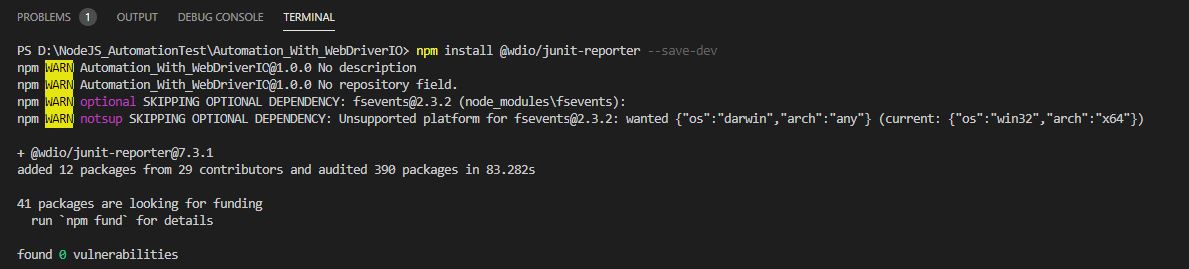 PROBLEMS 1 OUTPUT DEBUG CONSOLE TERMINAL
PS D:\NodeJS_AutomationTest\Automation_With_WebDriverIO> npm install @wdio/junit-reporter --save-dev
npm WARN Automation_With_WebDriverIO@1.0.0 No description
npm WARN Automation_With_WebDriverIO@1.0.0 No repository field.
npm WARN optional SKIPPING OPTIONAL DEPENDENCY: fsevents@2.3.2 (node_modules\fsevents):
npm WARN notsup SKIPPING OPTIONAL DEPENDENCY: Unsupported platform for fsevents@2.3.2: wanted {"os":"darwin","arch":"any"} (current: {"os":"win32","arch":"x64"})
+ @wdio/junit-reporter@7.3.1
added 12 packages from 29 contributors and audited 390 packages in 83.282s
41 packages are looking for funding
run `npm fund` for details
found 0 vulnerabilities